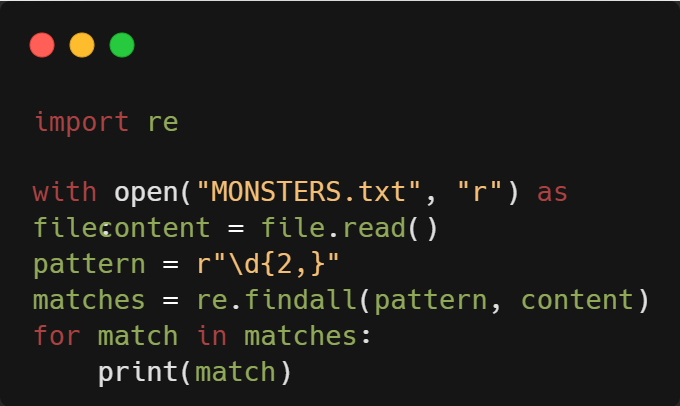 import re
with open("MONSTERS.txt", "r") as
file:content = file.read()
pattern = r"\d{2,}"
matches = re.findall(pattern, content)
for match in matches:
    print(match)